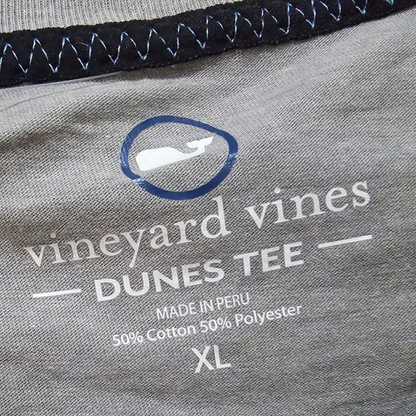 vineyard vines
DUNES TEE
MADE IN PERU
50% Cotton 50% Polyester
XL